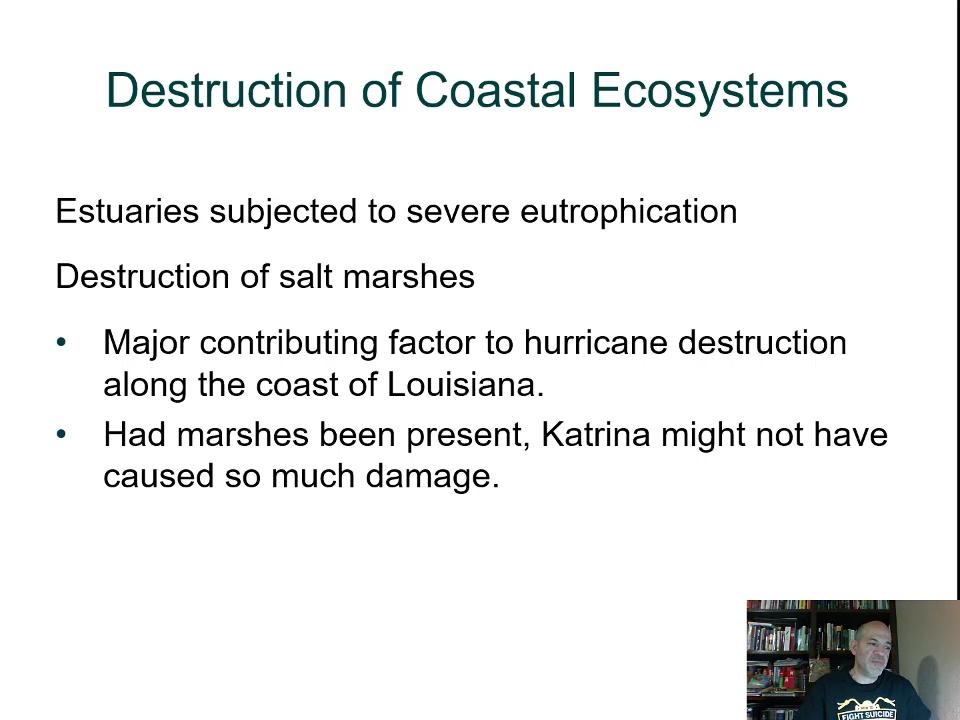 Destruction of Coastal Ecosystems
Estuaries subjected to severe eutrophication
Destruction of salt marshes
• Major contributing factor to hurricane destruction
along the coast of Louisiana.
• Had marshes been present, Katrina might not have
caused so much damage.
FIGHT SUICIDE